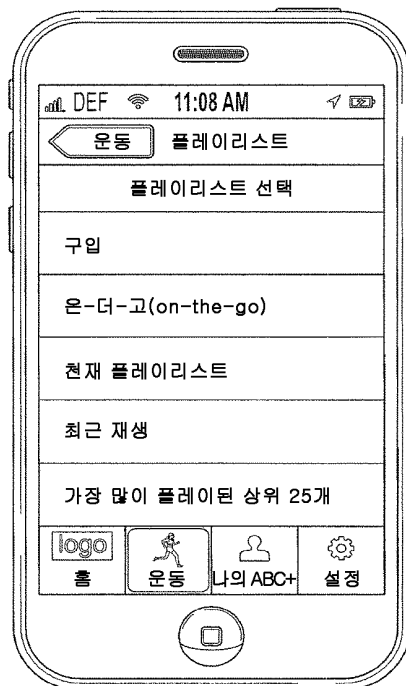 DEF 11:08 AM
운동 플레이리스트
플레이리스트 선택
구입
온-더-고(on-the-go)
천재 플레이리스트
최근 재생
가장 많이 플레이된 상위 25개
logo
홈 운동 나의 ABC+ 설정